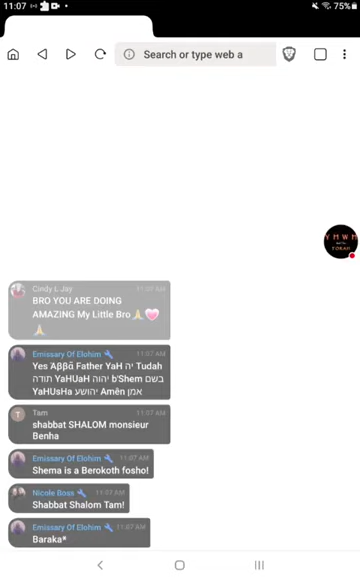 11:07
75%
Search or type web a
Y H W H
TORAH
Cindy L Jay 11:07 AM
BRO YOU ARE DOING
AMAZING My Little Bro🙏💗
🙏
Emissary Of Elohim 11:07 AM
Yes Äββä Father YaH יה Tudah
תודה YaHUaH יהוה b'Shem בשם
YaHUsHa יהושע Amên אמן
Tam 11:07 AM
shabbat SHALOM monsieur
Benha
Emissary Of Elohim 11:07 AM
Shema is a Berokoth fosho!
Nicole Boss 11:07 AM
Shabbat Shalom Tam!
Emissary Of Elohim 11:07 AM
Baraka*